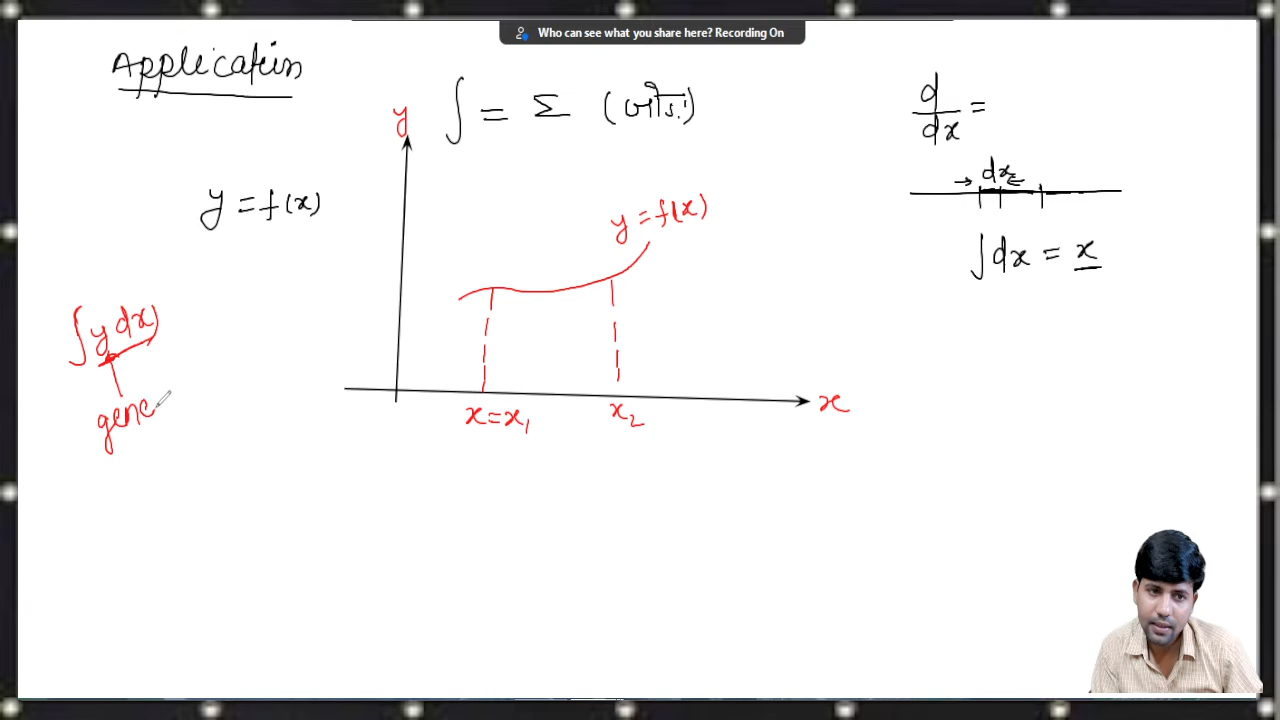 Who can see what you share here? Recording On
Application
∫ = Σ
d/dx =
y
dx
y = f(x)
y = f(x)
∫dx = x
∫y dx
gene
x = x₁
x₂
x